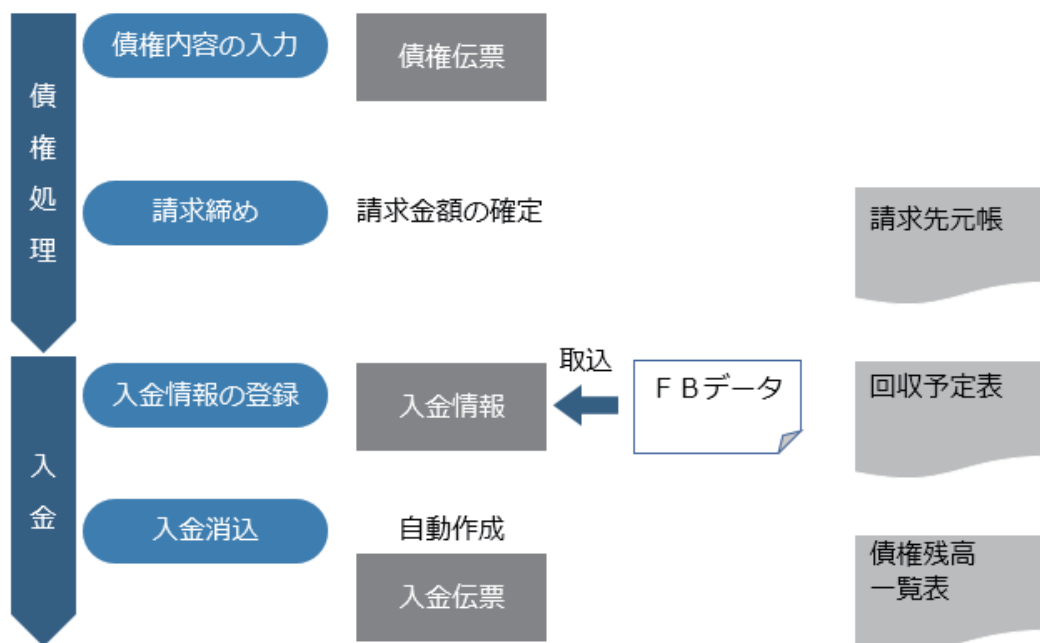 債権処理
債権内容の入力
債権伝票
請求締め
請求金額の確定
請求先元帳
入金
入金情報の登録
入金情報
取込
ＦＢデータ
回収予定表
入金消込
自動作成
入金伝票
債権残高
一覧表